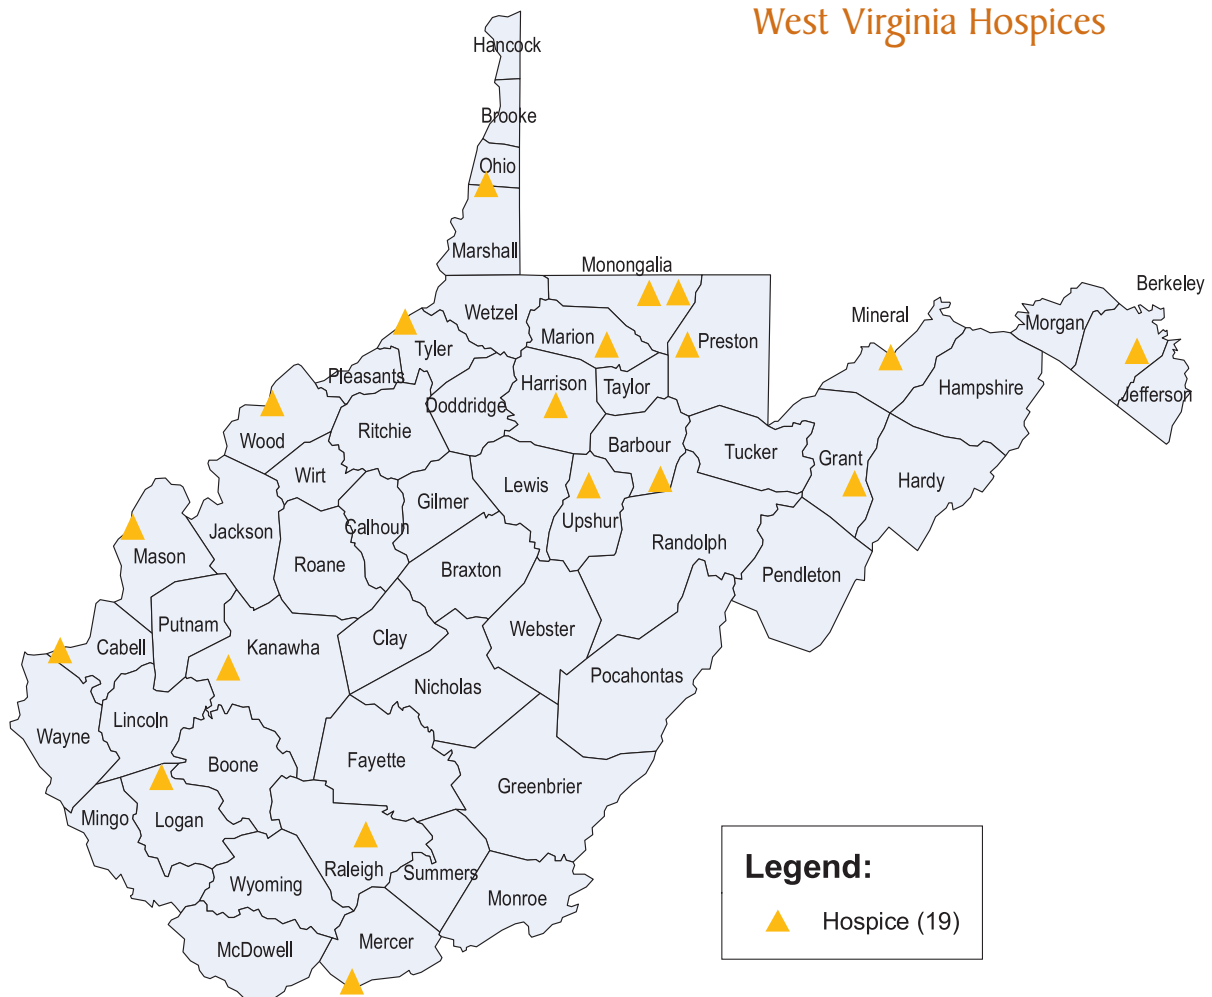 West Virginia Hospices
Hancock
Brooke
Ohio
Marshall
Monongalia
Berkeley
Wetzel
Mineral
Morgan
Marion
Preston
Tyler
Pleasants
Harrison
Taylor
Hampshire
Jefferson
Doddridge
Ritchie
Wood
Barbour
Tucker
Grant
Wirt
Lewis
Hardy
Gilmer
Upshur
Calhoun
Jackson
Randolph
Mason
Roane
Braxton
Pendleton
Putnam
Webster
Clay
Cabell
Kanawha
Pocahontas
Nicholas
Lincoln
Wayne
Boone
Fayette
Greenbrier
Mingo
Logan
Raleigh
Summers
Wyoming
Monroe
McDowell
Mercer
Legend:
Hospice (19)